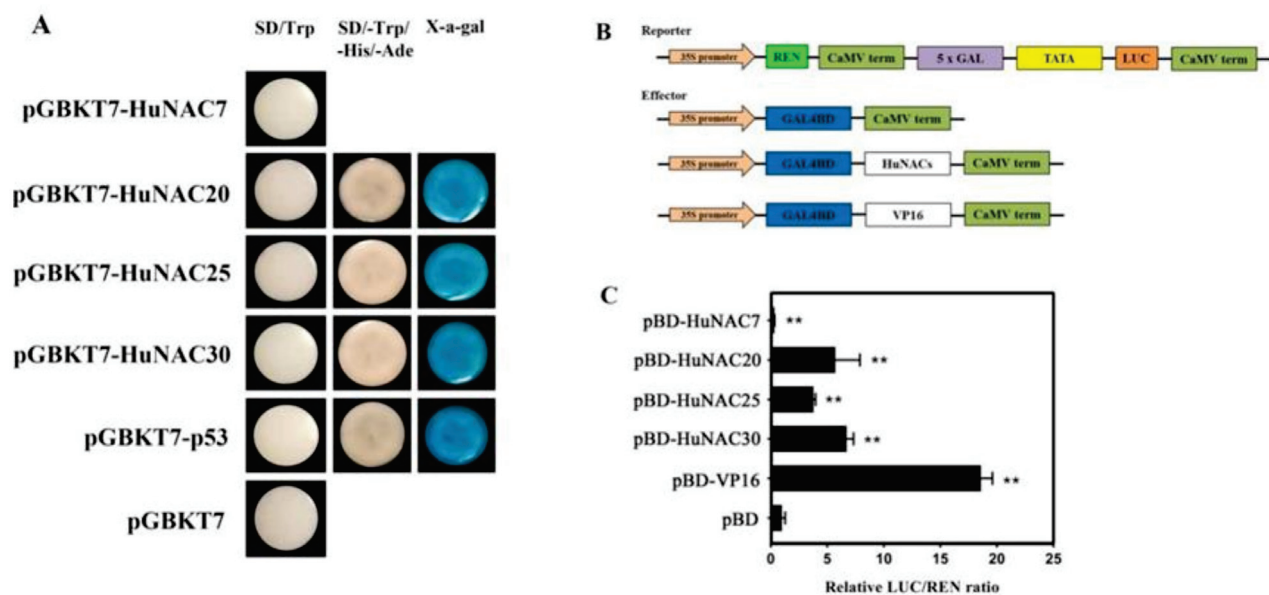 A
SD/Trp
SD/-Trp/
-His/-Ade
X-a-gal
pGBKT7-HuNAC7
pGBKT7-HuNAC20
pGBKT7-HuNAC25
pGBKT7-HuNAC30
pGBKT7-p53
pGBKT7
B
Reporter
35S promoter REN CaMV term 5 x GAL TATA LUC CaMV term
Effector
35S promoter GAL4BD CaMV term
35S promoter GAL4BD HuNACs CaMV term
35S promoter GAL4BD VP16 CaMV term
C
pBD-HuNAC7 **
pBD-HuNAC20 **
pBD-HuNAC25 **
pBD-HuNAC30 **
pBD-VP16 **
pBD
0 5 10 15 20 25
Relative LUC/REN ratio